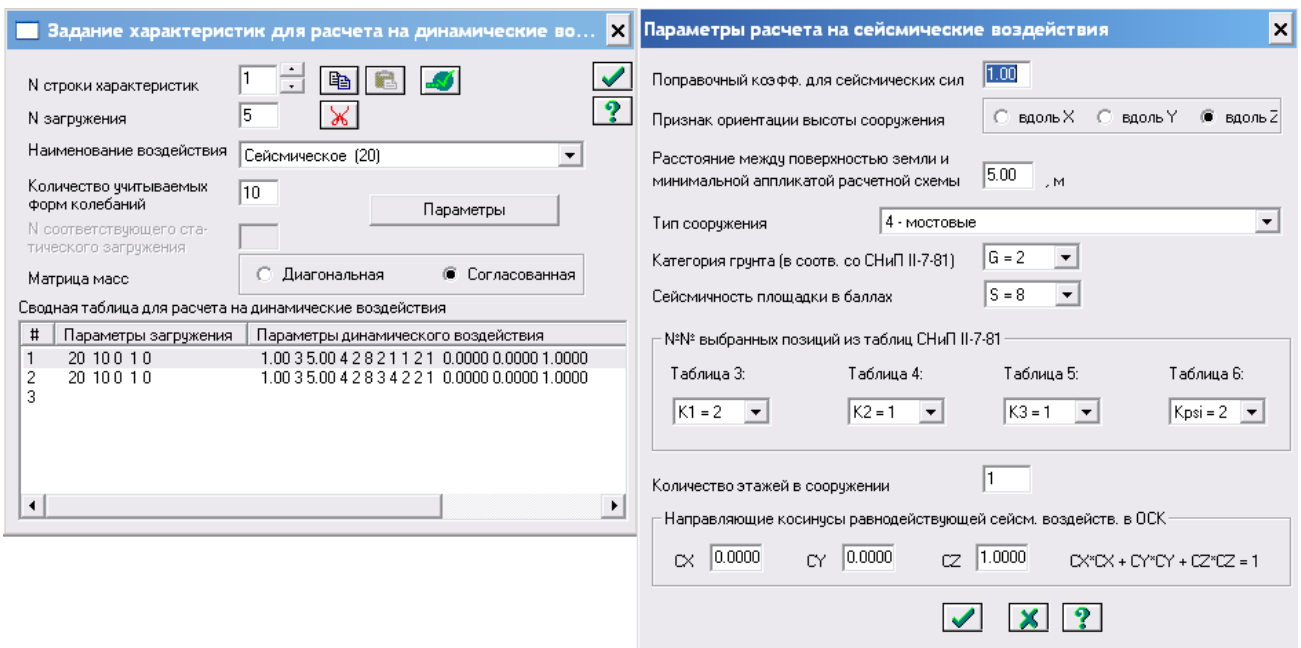 Задание характеристик для расчета на динамические во...
N строки характеристик 1
N загружения 5
Наименование воздействия Сейсмическое (20)
Количество учитываемых
форм колебаний 10
Параметры
N соответствующего ста-
тического загружения
Матрица масс Диагональная Согласованная
Сводная таблица для расчета на динамические воздействия
# Параметры загружения Параметры динамического воздействия
1 20 10 0 1 0 1.00 3 5.00 4 2 8 2 1 1 2 1 0.0000 0.0000 1.0000
2 20 10 0 1 0 1.00 3 5.00 4 2 8 3 4 2 2 1 0.0000 0.0000 1.0000
3
Параметры расчета на сейсмические воздействия
Поправочный коэфф. для сейсмических сил 1.00
Признак ориентации высоты сооружения вдоль X вдоль Y вдоль Z
Расстояние между поверхностью земли и
минимальной аппликатой расчетной схемы 5.00 , м
Тип сооружения 4 - мостовые
Категория грунта (в соотв. со СНиП II-7-81) G = 2
Сейсмичность площадки в баллах S = 8
N°N° выбранных позиций из таблиц СНиП II-7-81
Таблица 3: Таблица 4: Таблица 5: Таблица 6:
K1 = 2 K2 = 1 K3 = 1 Kpsi = 2
Количество этажей в сооружении 1
Направляющие косинусы равнодействующей сейсм. воздейств. в ОСК
CX 0.0000 CY 0.0000 CZ 1.0000 CX*CX + CY*CY + CZ*CZ = 1